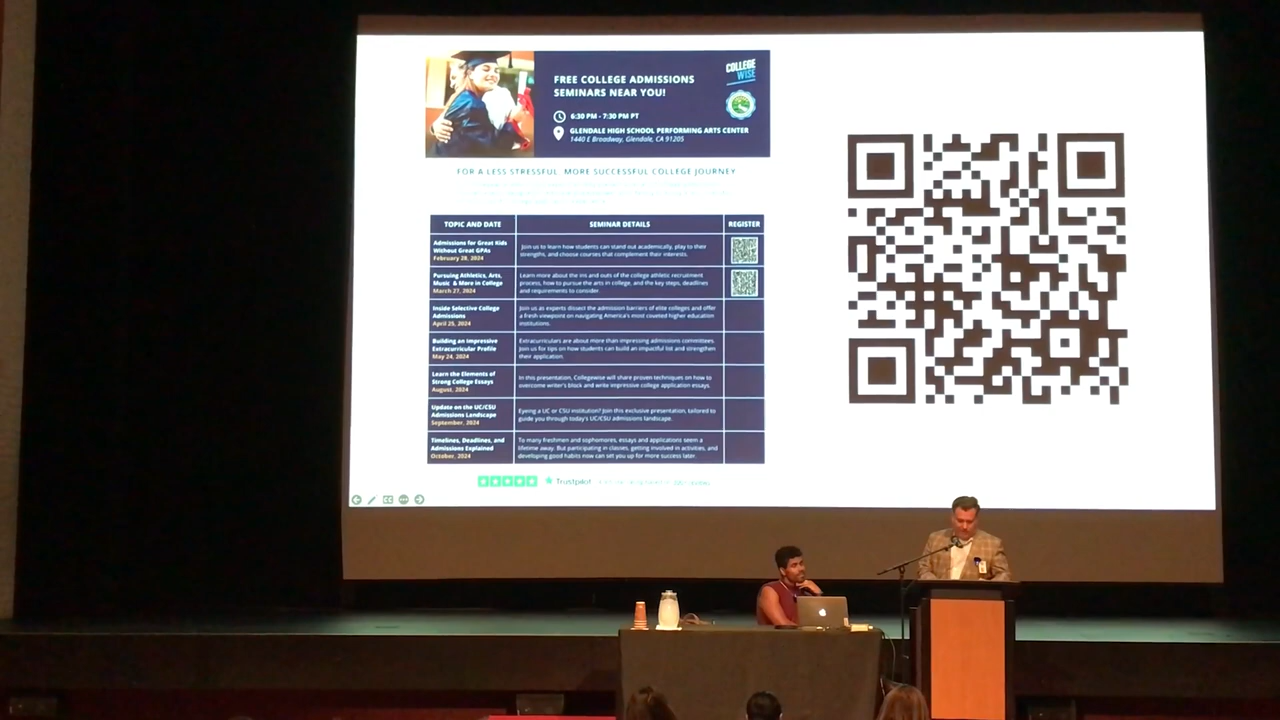 FREE COLLEGE ADMISSIONS
SEMINARS NEAR YOU!
COLLEGE
WISE
6:30 PM - 7:30 PM PT
GLENDALE HIGH SCHOOL PERFORMING ARTS CENTER
1440 E Broadway, Glendale, CA 91205
FOR A LESS STRESSFUL MORE SUCCESSFUL COLLEGE JOURNEY
TOPIC AND DATE SEMINAR DETAILS REGISTER
Admissions for Great Kids
Without Great GPAs
February 28, 2024
Join us to learn how students can stand out academically, play to their
strengths, and choose courses that complement their interests.
Pursuing Athletics, Arts,
Music & More in College
March 27, 2024
Learn more about the ins and outs of the college athletic recruitment
process, how to pursue the arts in college, and the key steps, deadlines
and requirements to consider.
Inside Selective College
Admissions
April 25, 2024
Join us as experts dissect the admission barriers of elite colleges and offer
a fresh viewpoint on navigating America's most coveted higher education
institutions.
Building an Impressive
Extracurricular Profile
May 24, 2024
Extracurriculars are about more than impressing admissions committees.
Join us for tips on how students can build an impactful list and strengthen
their application.
Learn the Elements of
Strong College Essays
August, 2024
In this presentation, Collegewise will share proven techniques on how to
overcome writer's block and write impressive college application essays.
Update on the UC/CSU
Admissions Landscape
September, 2024
Eyeing a UC or CSU institution? Join this exclusive presentation, tailored to
guide you through today's UC/CSU admissions landscape.
Timelines, Deadlines, and
Admissions Explained
October, 2024
To many freshmen and sophomores, essays and applications seem a
lifetime away. But participating in classes, getting involved in activities, and
developing good habits now can set you up for more success later.
Trustpilot